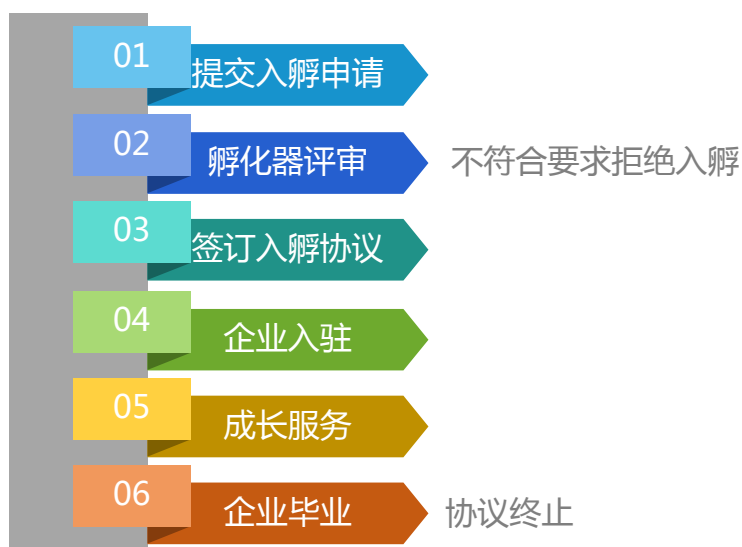 01
提交入孵申请
02
孵化器评审
不符合要求拒绝入孵
03
签订入孵协议
04
企业入驻
05
成长服务
06
企业毕业
协议终止